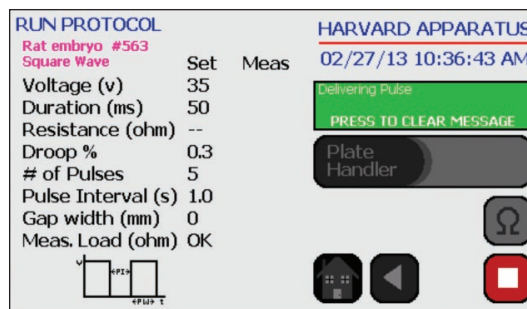 RUN PROTOCOL
Rat embryo #563
Square Wave
Set Meas
Voltage (v) 35
Duration (ms) 50
Resistance (ohm) --
Droop % 0.3
# of Pulses 5
Pulse Interval (s) 1.0
Gap width (mm) 0
Meas. Load (ohm) OK
v
PI
PW t
HARVARD APPARATUS
02/27/13 10:36:43 AM
Delivering Pulse
PRESS TO CLEAR MESSAGE
Plate
Handler
Ω